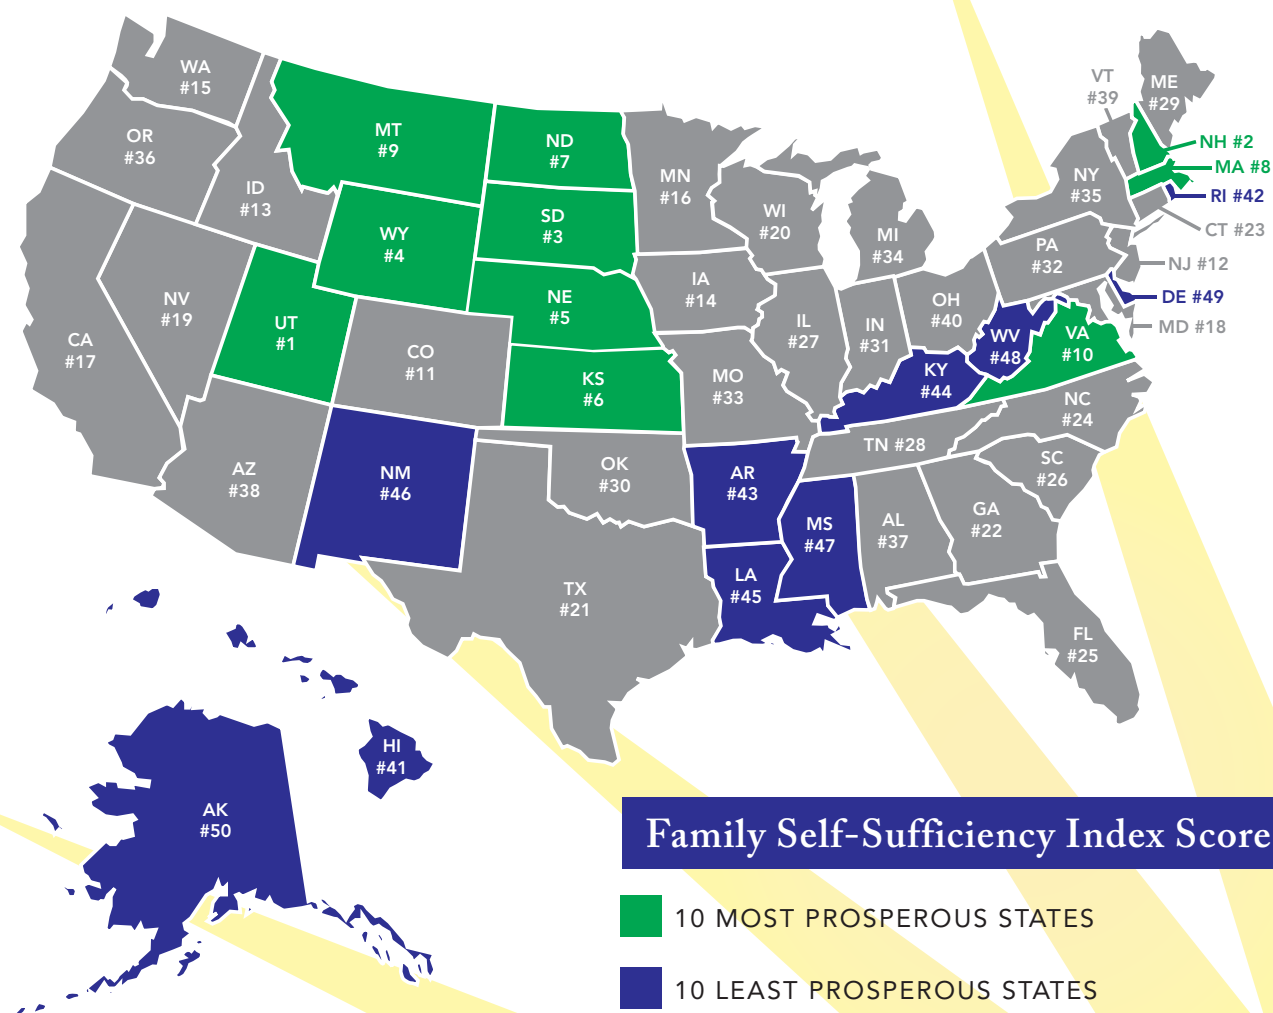 WA
#15
OR
#36
CA
#17
NV
#19
ID
#13
MT
#9
WY
#4
UT
#1
CO
#11
AZ
#38
NM
#46
ND
#7
SD
#3
NE
#5
KS
#6
OK
#30
TX
#21
MN
#16
IA
#14
MO
#33
AR
#43
LA
#45
WI
#20
IL
#27
MI
#34
IN
#31
OH
#40
KY
#44
TN #28
MS
#47
AL
#37
GA
#22
FL
#25
SC
#26
NC
#24
VA
#10
WV
#48
PA
#32
NY
#35
VT
#39
ME
#29
NH #2
MA #8
RI #42
CT #23
NJ #12
DE #49
MD #18
HI
#41
AK
#50
Family Self-Sufficiency Index Score
10 MOST PROSPEROUS STATES
10 LEAST PROSPEROUS STATES